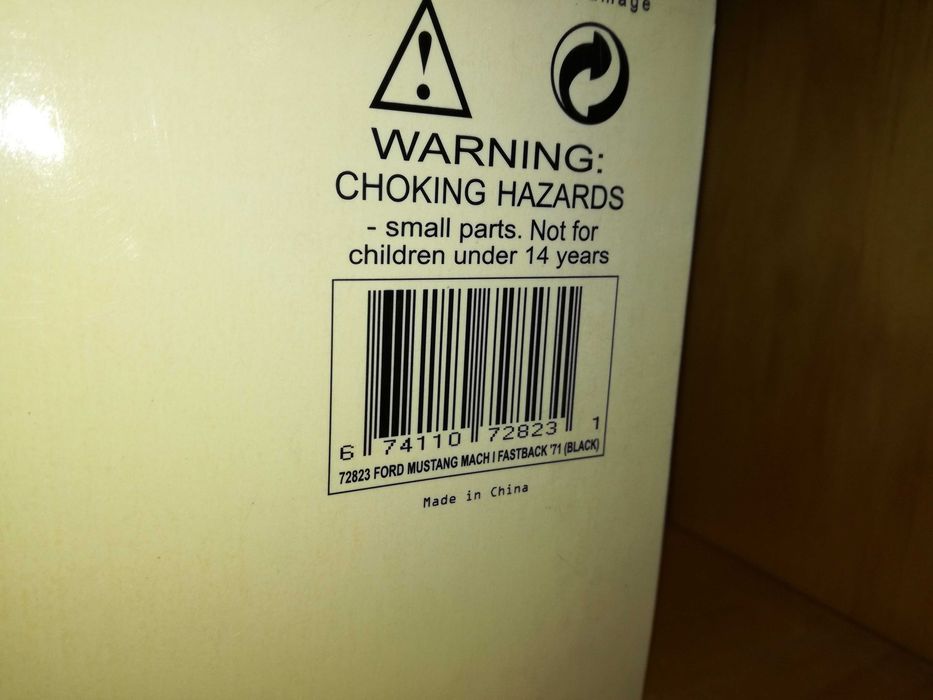 WARNING:
CHOKING HAZARDS
- small parts. Not for
children under 14 years
6 74110 72823 1
72823 FORD MUSTANG MACH I FASTBACK '71 (BLACK)
Made in China